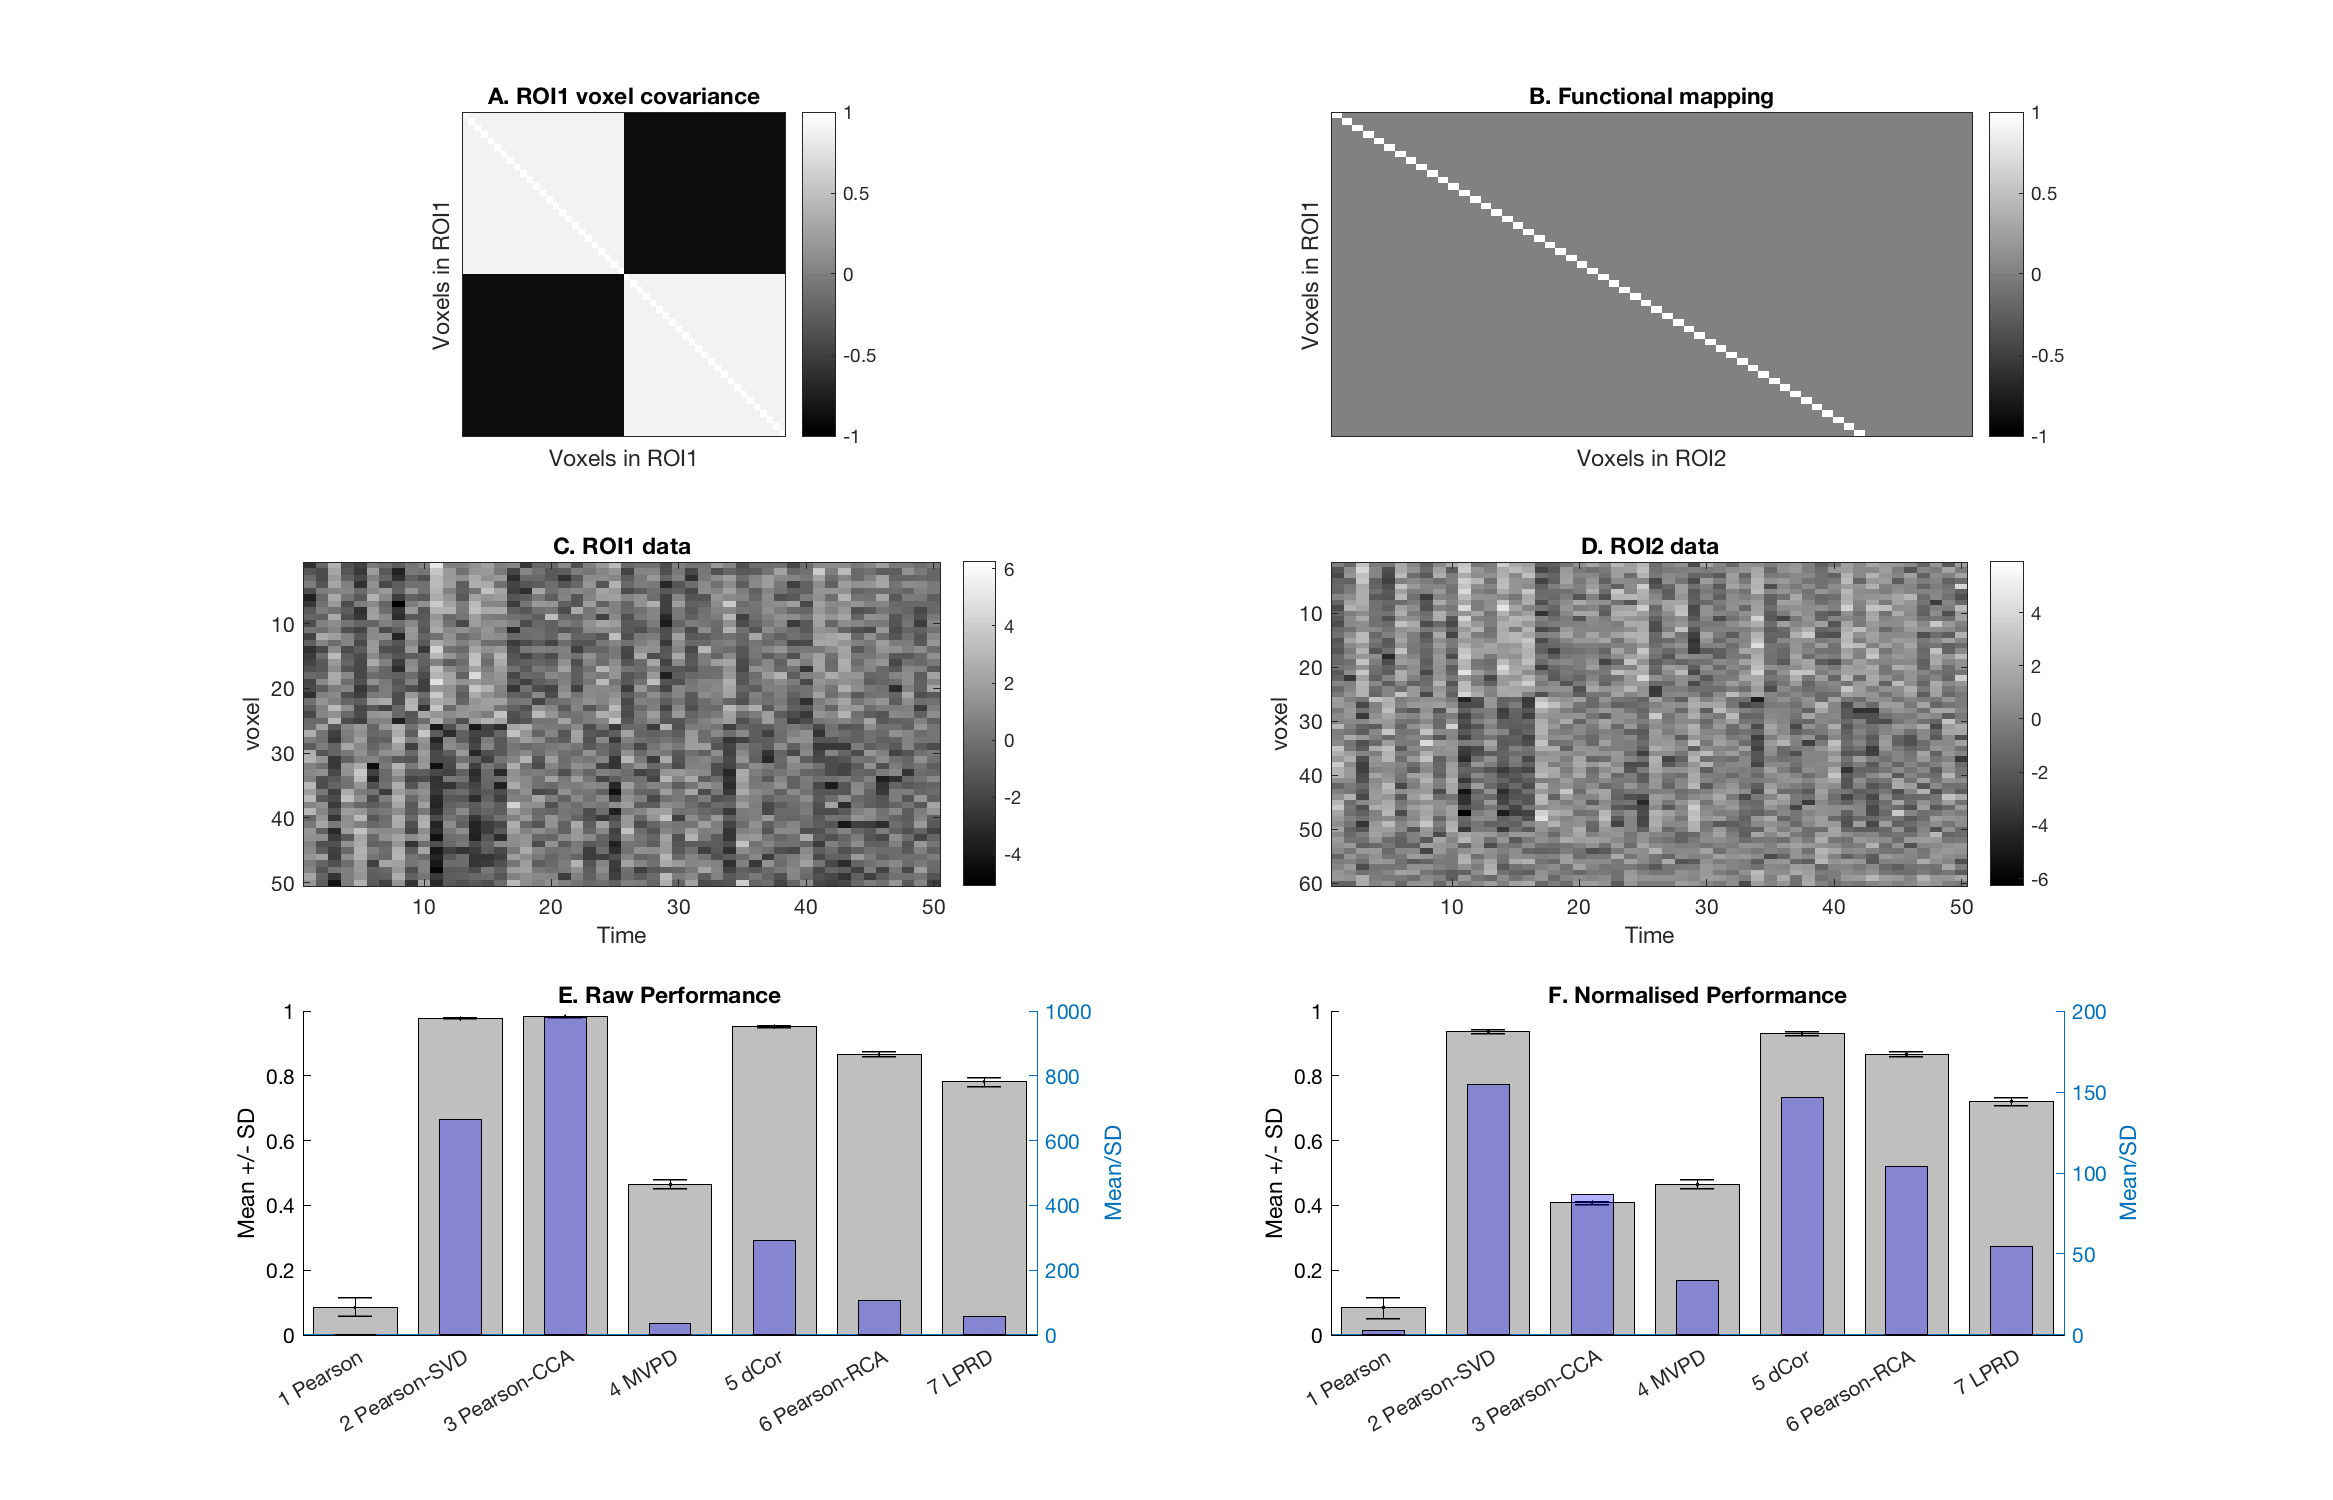 A. ROI1 voxel covariance
Voxels in ROI1
Voxels in ROI1
1
0.5
0
-0.5
-1
B. Functional mapping
Voxels in ROI1
Voxels in ROI2
1
0.5
0
-0.5
-1
C. ROI1 data
voxel
10
20
30
40
50
10 20 30 40 50
Time
6
4
2
0
-2
-4
D. ROI2 data
voxel
10
20
30
40
50
60
10 20 30 40 50
Time
4
2
0
-2
-4
-6
E. Raw Performance
Mean +/- SD
1
0.8
0.6
0.4
0.2
0
1000
800
600
400
200
0
Mean/SD
1 Pearson
2 Pearson-SVD
3 Pearson-CCA
4 MVPD
5 dCor
6 Pearson-RCA
7 LPRD
F. Normalised Performance
Mean +/- SD
1
0.8
0.6
0.4
0.2
0
200
150
100
50
0
Mean/SD
1 Pearson
2 Pearson-SVD
3 Pearson-CCA
4 MVPD
5 dCor
6 Pearson-RCA
7 LPRD